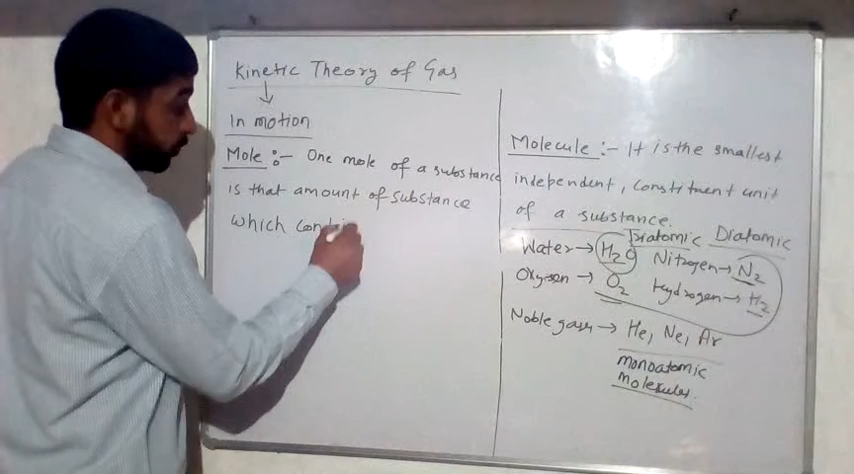 Kinetic Theory of Gas
In motion
Mole :- One mole of a substance
is that amount of substance
which
Molecule :- It is the smallest
independent, constituent unit
of a substance.
Triatomic Diatomic
Water → H2O Nitrogen → N2
Oxygen → O2 Hydrogen → H2
Noble gases → He, Ne, Ar
monoatomic
molecules.